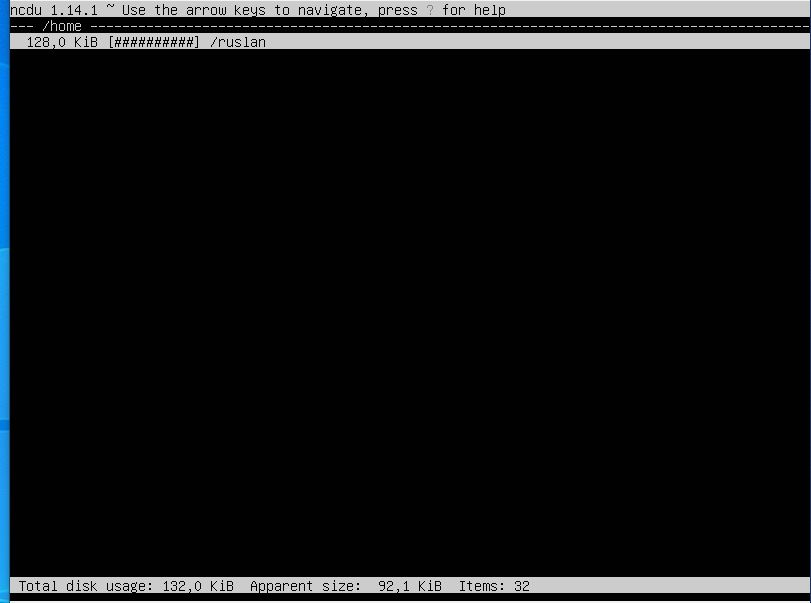 ncdu 1.14.1 ~ Use the arrow keys to navigate, press ? for help
--- /home ------------------------------------------------------------------------------------------
  128,0 KiB [##########] /ruslan
 Total disk usage: 132,0 KiB  Apparent size:  92,1 KiB  Items: 32